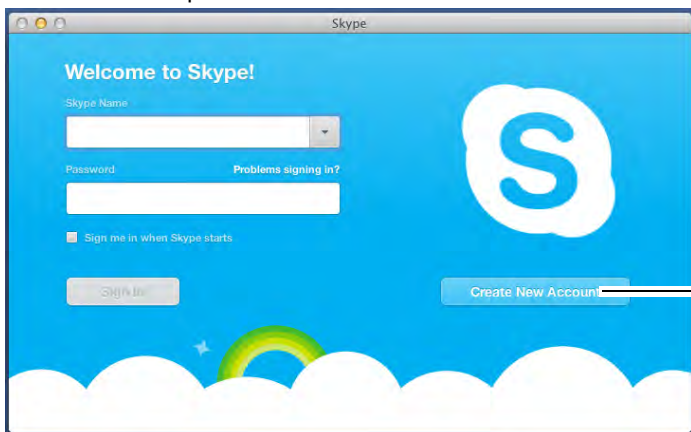 Skype
Welcome to Skype!
Skype Name
Password
Problems signing in?
Sign me in when Skype starts
Sign In
Create New Account